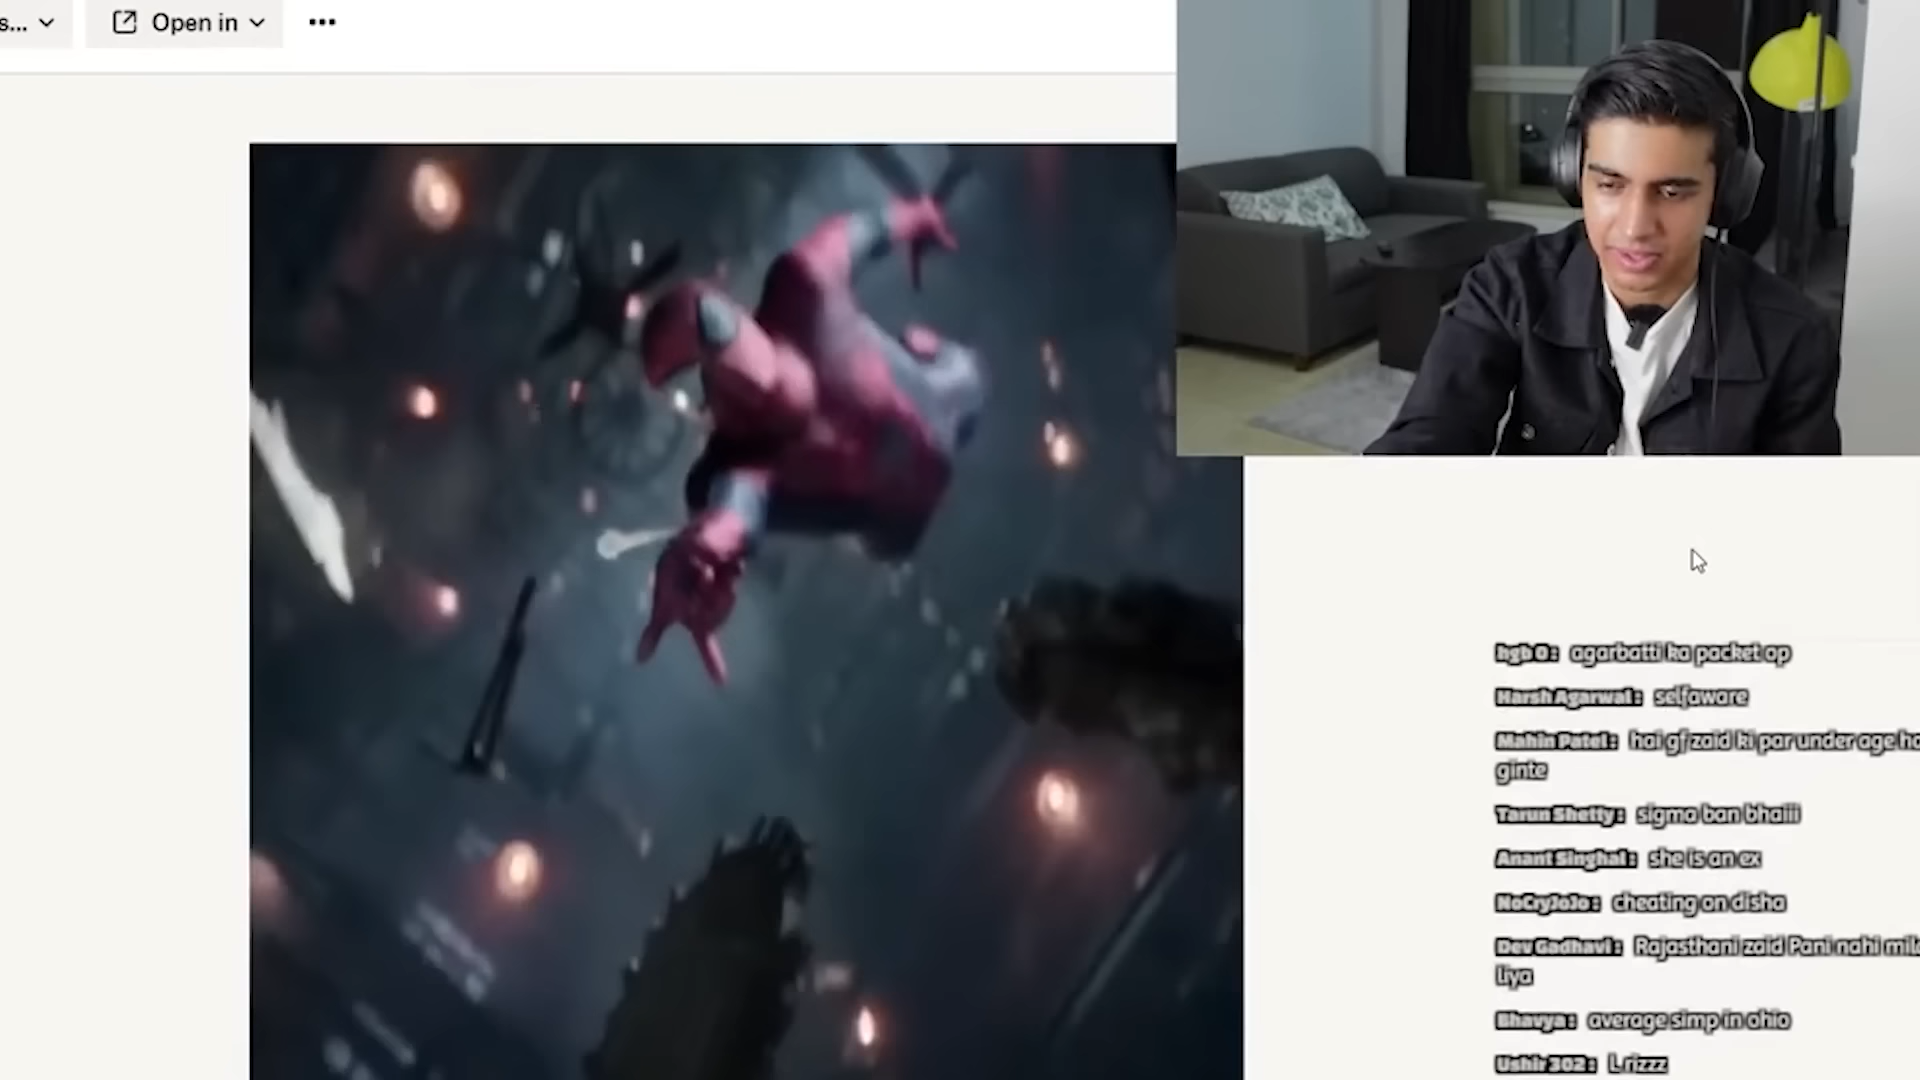 s...
Open in
hgb 0: agarbatti ka packet op
Harsh Agarwal: selfaware
Mahin Patel: hai gf zaid ki par under age
ginte
Tarun Shetty: sigma ban bhaiii
Anant Singhal: she is an ex
NoCryJoJo: cheating on disha
Dev Gadhavi: Rajasthani zaid Pani nahi
liya
Bhavya: average simp in ohio
Ushir 302: L rizzz